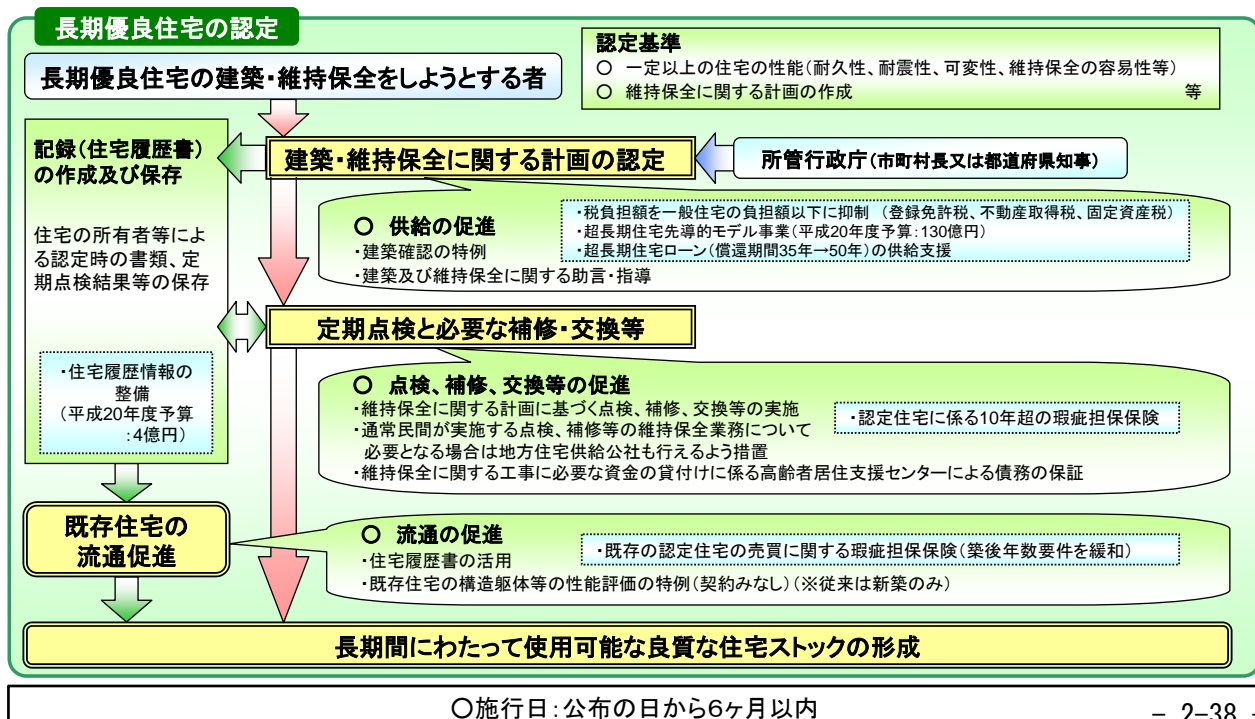 長期優良住宅の認定
長期優良住宅の建築・維持保全をしようとする者
認定基準
○ 一定以上の住宅の性能(耐久性、耐震性、可変性、維持保全の容易性等)
○ 維持保全に関する計画の作成 等
記録(住宅履歴書)
の作成及び保存
住宅の所有者等によ
る認定時の書類、定
期点検結果等の保存
・住宅履歴情報の
整備
(平成20年度予算
:4億円)
建築・維持保全に関する計画の認定
所管行政庁(市町村長又は都道府県知事)
○ 供給の促進
・建築確認の特例
・建築及び維持保全に関する助言・指導
・税負担額を一般住宅の負担額以下に抑制 (登録免許税、不動産取得税、固定資産税)
・超長期住宅先導的モデル事業(平成20年度予算:130億円)
・超長期住宅ローン(償還期間35年→50年)の供給支援
定期点検と必要な補修・交換等
○ 点検、補修、交換等の促進
・維持保全に関する計画に基づく点検、補修、交換等の実施
・通常民間が実施する点検、補修等の維持保全業務について
必要となる場合は地方住宅供給公社も行えるよう措置
・維持保全に関する工事に必要な資金の貸付けに係る高齢者居住支援センターによる債務の保証
・認定住宅に係る10年超の瑕疵担保保険
既存住宅の
流通促進
○ 流通の促進
・住宅履歴書の活用
・既存住宅の構造躯体等の性能評価の特例(契約みなし)(※従来は新築のみ)
・既存の認定住宅の売買に関する瑕疵担保保険(築後年数要件を緩和)
長期間にわたって使用可能な良質な住宅ストックの形成
○施行日:公布の日から6ヶ月以内
- 2-38 -